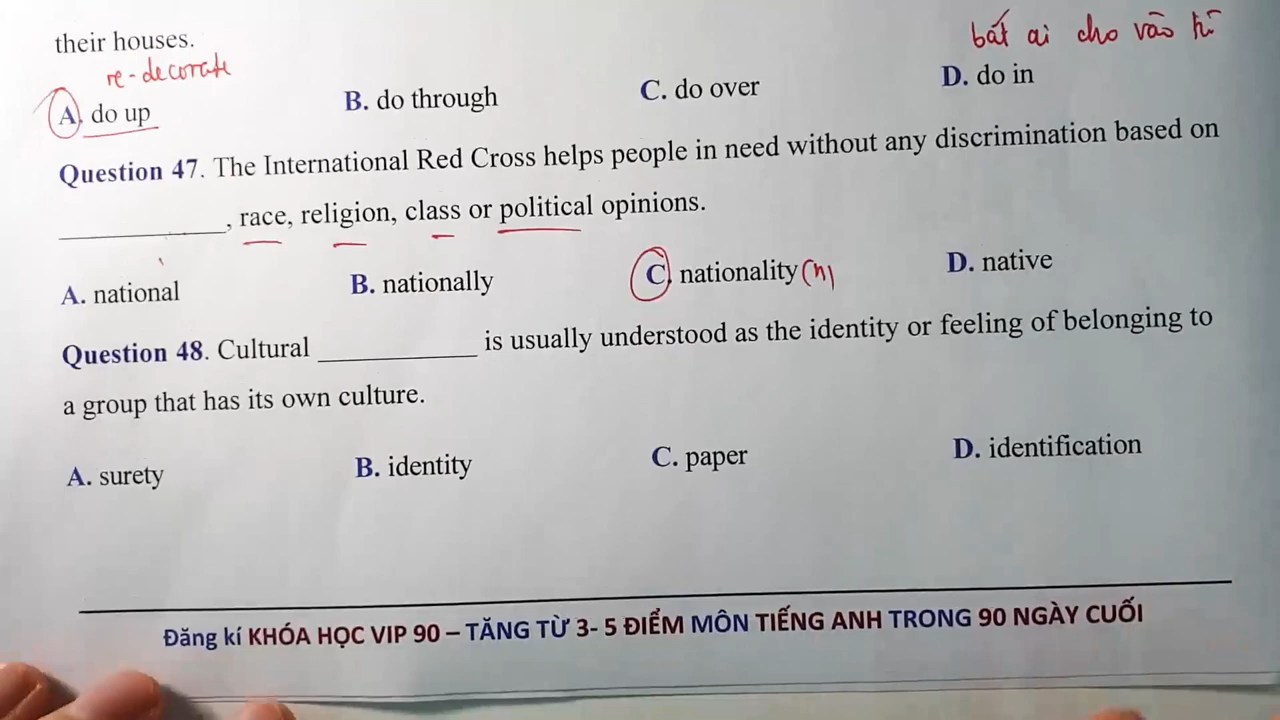 their houses.
bắt ai cho vào tù
re-decorate
A. do up B. do through C. do over D. do in
Question 47. The International Red Cross helps people in need without any discrimination based on
____________, race, religion, class or political opinions.
A. national B. nationally C. nationality (n) D. native
Question 48. Cultural ____________ is usually understood as the identity or feeling of belonging to
a group that has its own culture.
A. surety B. identity C. paper D. identification
Đăng kí KHÓA HỌC VIP 90 – TĂNG TỪ 3- 5 ĐIỂM MÔN TIẾNG ANH TRONG 90 NGÀY CUỐI